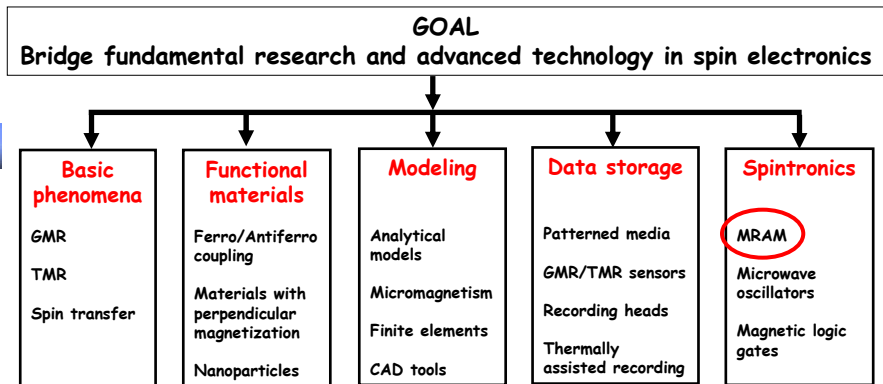 GOAL
Bridge fundamental research and advanced technology in spin electronics
Basic
phenomena
GMR
TMR
Spin transfer
Functional
materials
Ferro/Antiferro
coupling
Materials with
perpendicular
magnetization
Nanoparticles
Modeling
Analytical
models
Micromagnetism
Finite elements
CAD tools
Data storage
Patterned media
GMR/TMR sensors
Recording heads
Thermally
assisted recording
Spintronics
MRAM
Microwave
oscillators
Magnetic logic
gates